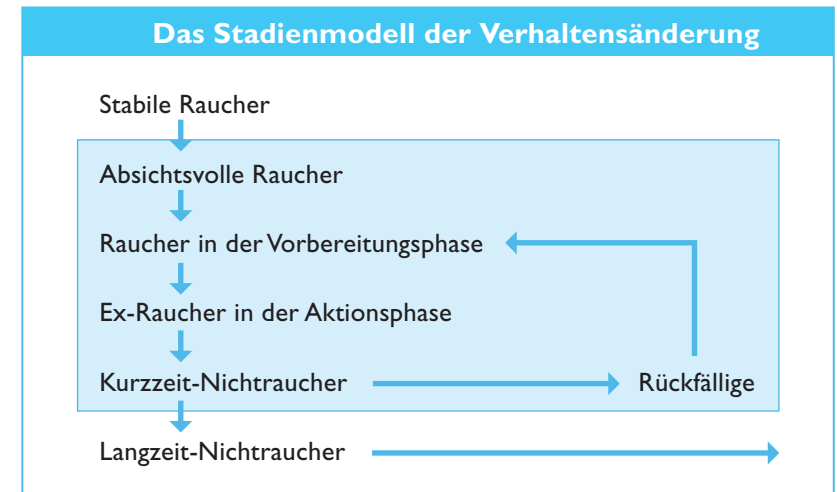 Das Stadienmodell der Verhaltensänderung
Stabile Raucher
Absichtsvolle Raucher
Raucher in der Vorbereitungsphase
Ex-Raucher in der Aktionsphase
Kurzzeit-Nichtraucher
Rückfällige
Langzeit-Nichtraucher